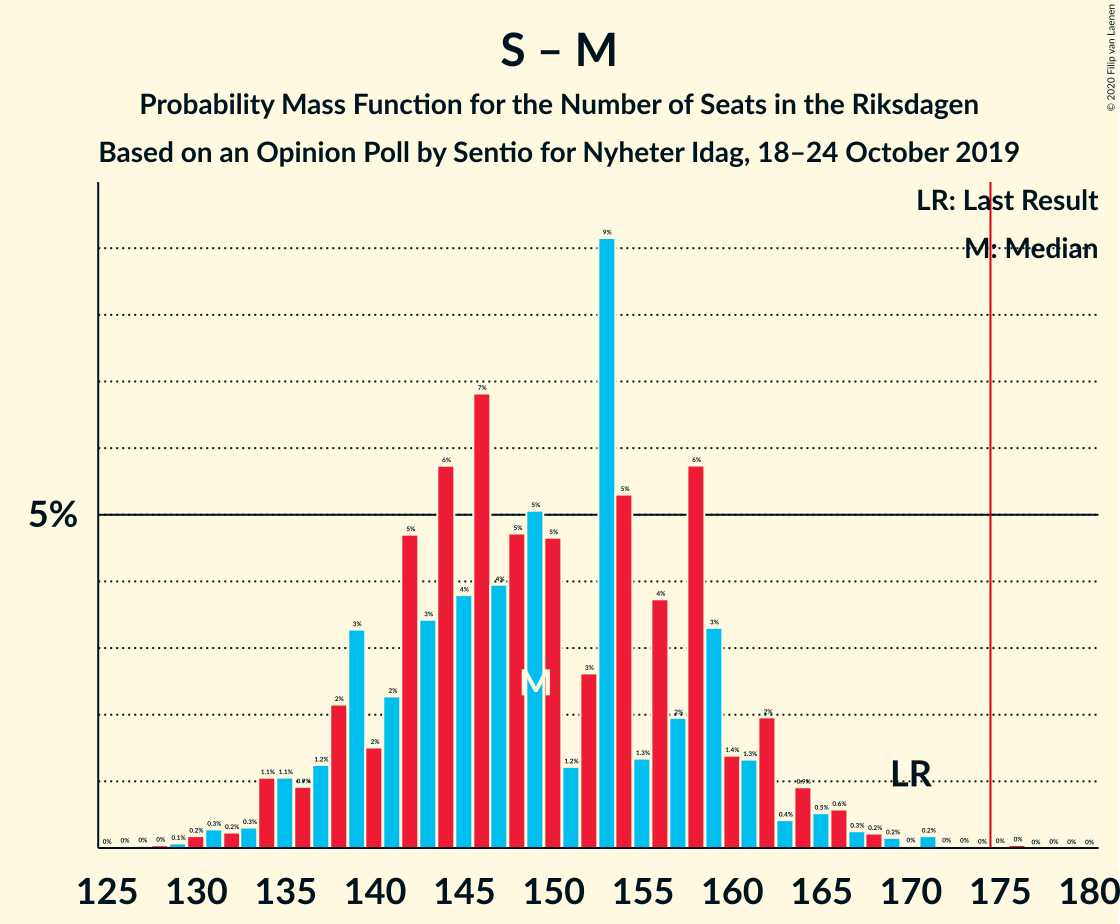 S – M
Probability Mass Function for the Number of Seats in the Riksdagen
Based on an Opinion Poll by Sentio for Nyheter Idag, 18–24 October 2019
© 2020 Filip van Laenen
LR: Last Result
M: Median
5%
0% 0% 0% 0% 0.1% 0.2% 0.3% 0.2% 0.3% 1.1% 1.1% 0.9% 1.2% 2% 3% 2% 2% 5% 3% 6% 4% 7% 4% 5% 5% 5% 1.2% 3% 9% 5% 1.3% 4% 2% 6% 3% 1.4% 1.3% 2% 0.4% 0.9% 0.5% 0.6% 0.3% 0.2% 0.2% 0% 0.2% 0% 0% 0% 0% 0% 0% 0% 0% 0%
M
LR
125 130 135 140 145 150 155 160 165 170 175 180